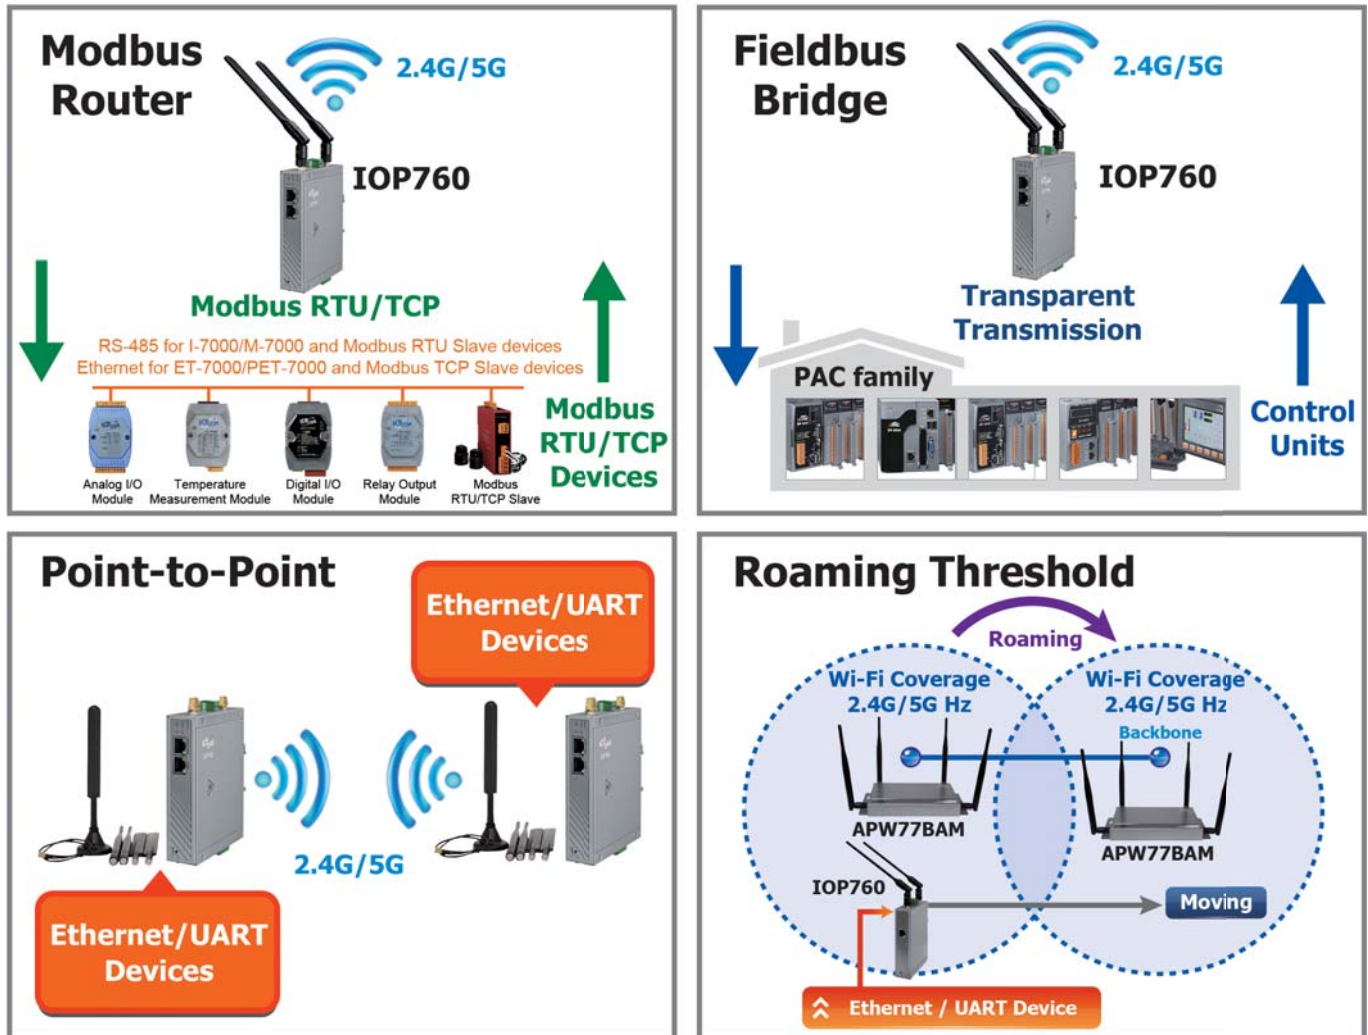 Modbus
Router
2.4G/5G
IOP760
Modbus RTU/TCP
RS-485 for I-7000/M-7000 and Modbus RTU Slave devices
Ethernet for ET-7000/PET-7000 and Modbus TCP Slave devices
Analog I/O
Module
Temperature
Measurement Module
Digital I/O
Module
Relay Output
Module
Modbus
RTU/TCP Slave
Modbus
RTU/TCP
Devices
Fieldbus
Bridge
2.4G/5G
IOP760
Transparent
Transmission
PAC family
Control
Units
Point-to-Point
Ethernet/UART
Devices
2.4G/5G
Ethernet/UART
Devices
Roaming Threshold
Roaming
Wi-Fi Coverage
2.4G/5G Hz
Wi-Fi Coverage
2.4G/5G Hz
Backbone
APW77BAM
APW77BAM
IOP760
Moving
Ethernet / UART Device